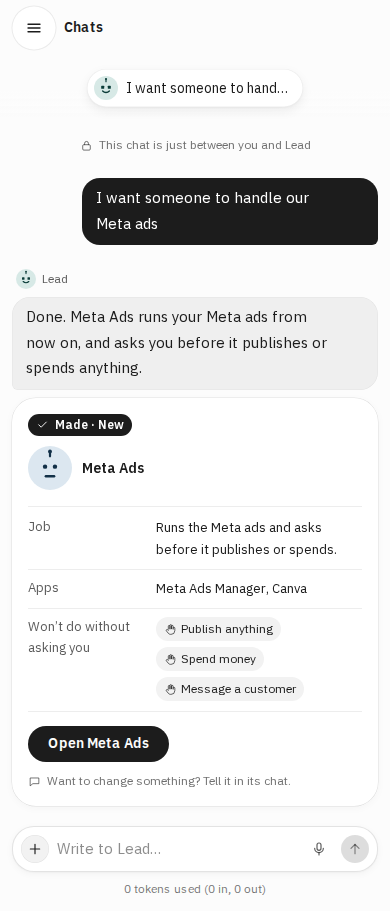 Chats
I want someone to hand...
This chat is just between you and Lead
I want someone to handle our
Meta ads
Lead
Done. Meta Ads runs your Meta ads from
now on, and asks you before it publishes or
spends anything.
Made · New
Meta Ads
Job
Runs the Meta ads and asks
before it publishes or spends.
Apps
Meta Ads Manager, Canva
Won't do without
asking you
Publish anything
Spend money
Message a customer
Open Meta Ads
Want to change something? Tell it in its chat.
Write to Lead...
0 tokens used (0 in, 0 out)